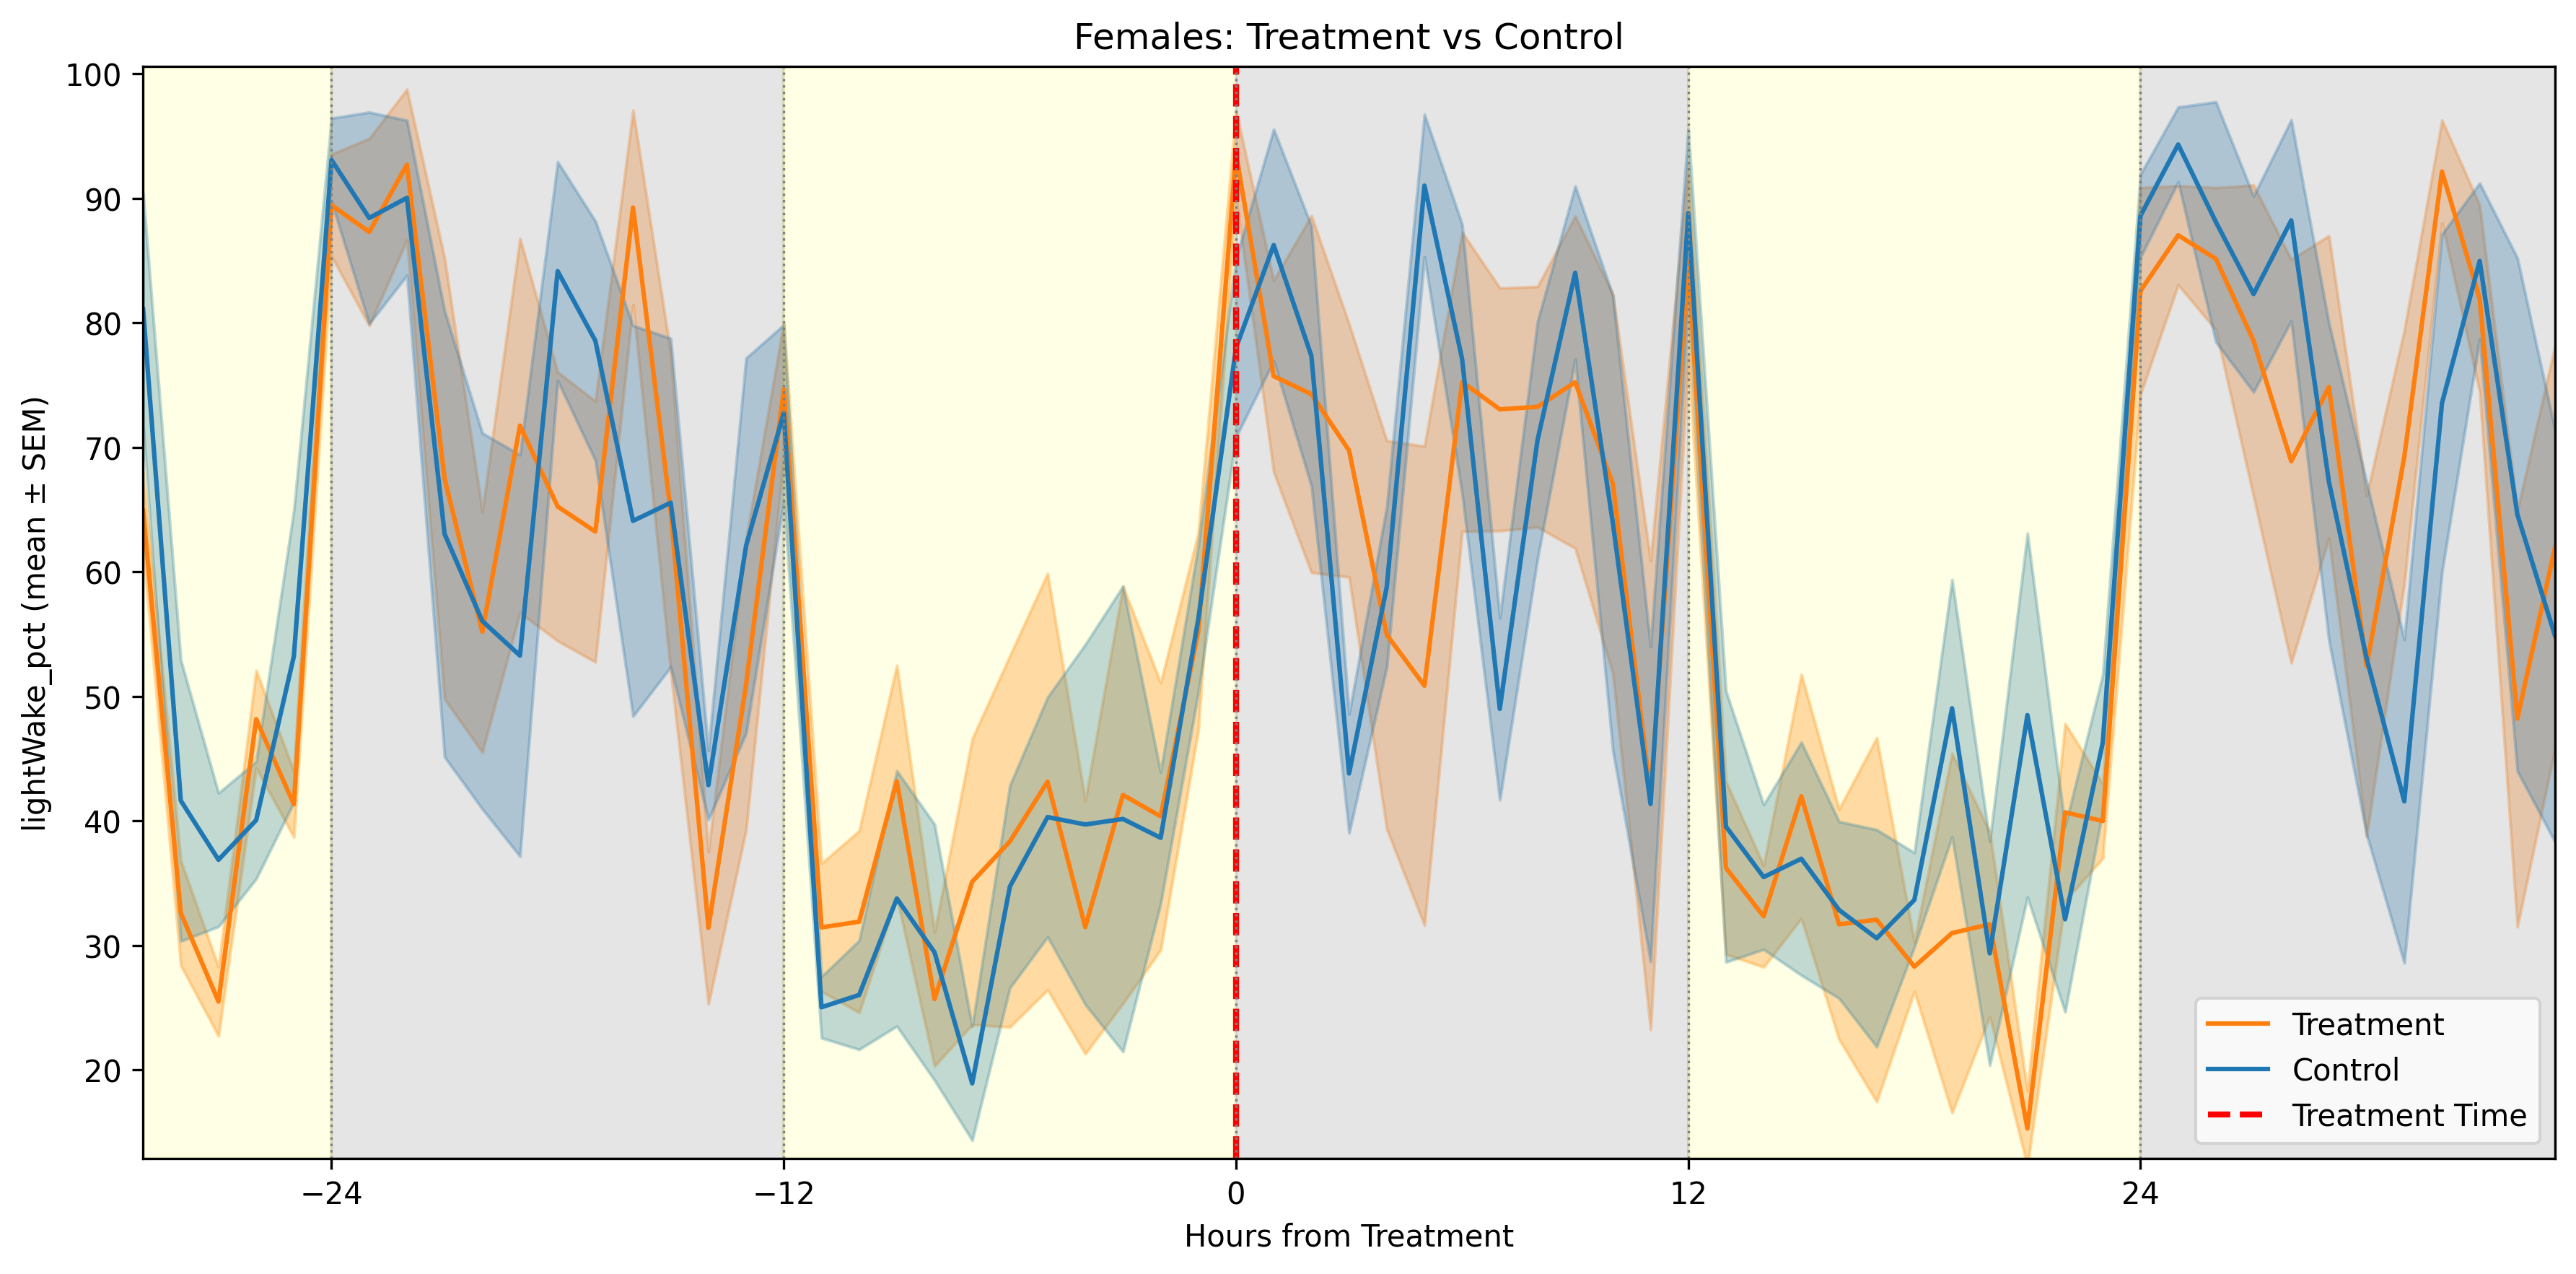 Females: Treatment vs Control
lightWake_pct (mean ± SEM)
100
90
80
70
60
50
40
30
20
−24
−12
0
12
24
Hours from Treatment
Treatment
Control
Treatment Time